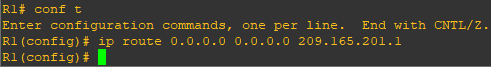 R1# conf t
Enter configuration commands, one per line.  End with CNTL/Z.
R1(config)# ip route 0.0.0.0 0.0.0.0 209.165.201.1
R1(config)#